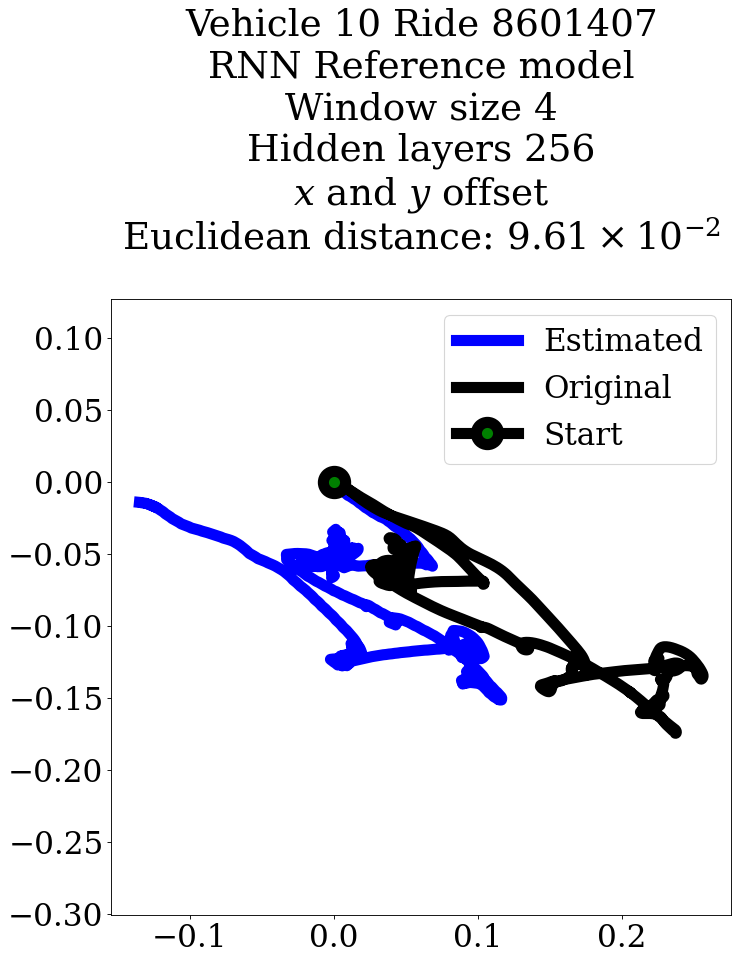 Vehicle 10 Ride 8601407
RNN Reference model
Window size 4
Hidden layers 256
x and y offset
Euclidean distance: 9.61 × 10⁻²
Estimated
Original
Start
0.10
0.05
0.00
−0.05
−0.10
−0.15
−0.20
−0.25
−0.30
−0.1 0.0 0.1 0.2